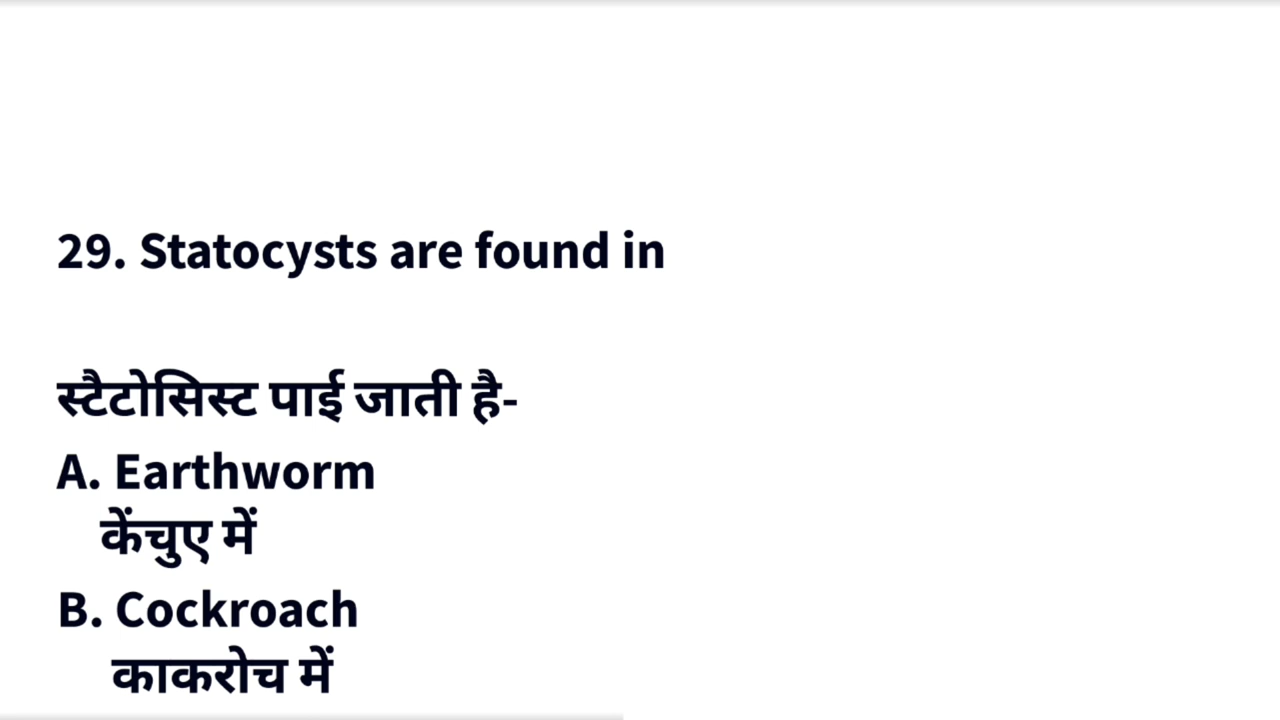 29. Statocysts are found in
स्टैटोसिस्ट पाई जाती है-
A. Earthworm
केंचुए में
B. Cockroach
काकरोच में